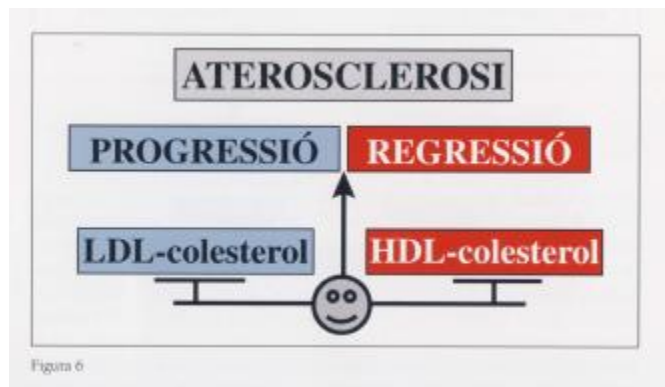 ATEROSCLEROSI
PROGRESSIÓ REGRESSIÓ
LDL-colesterol HDL-colesterol
Figura 6